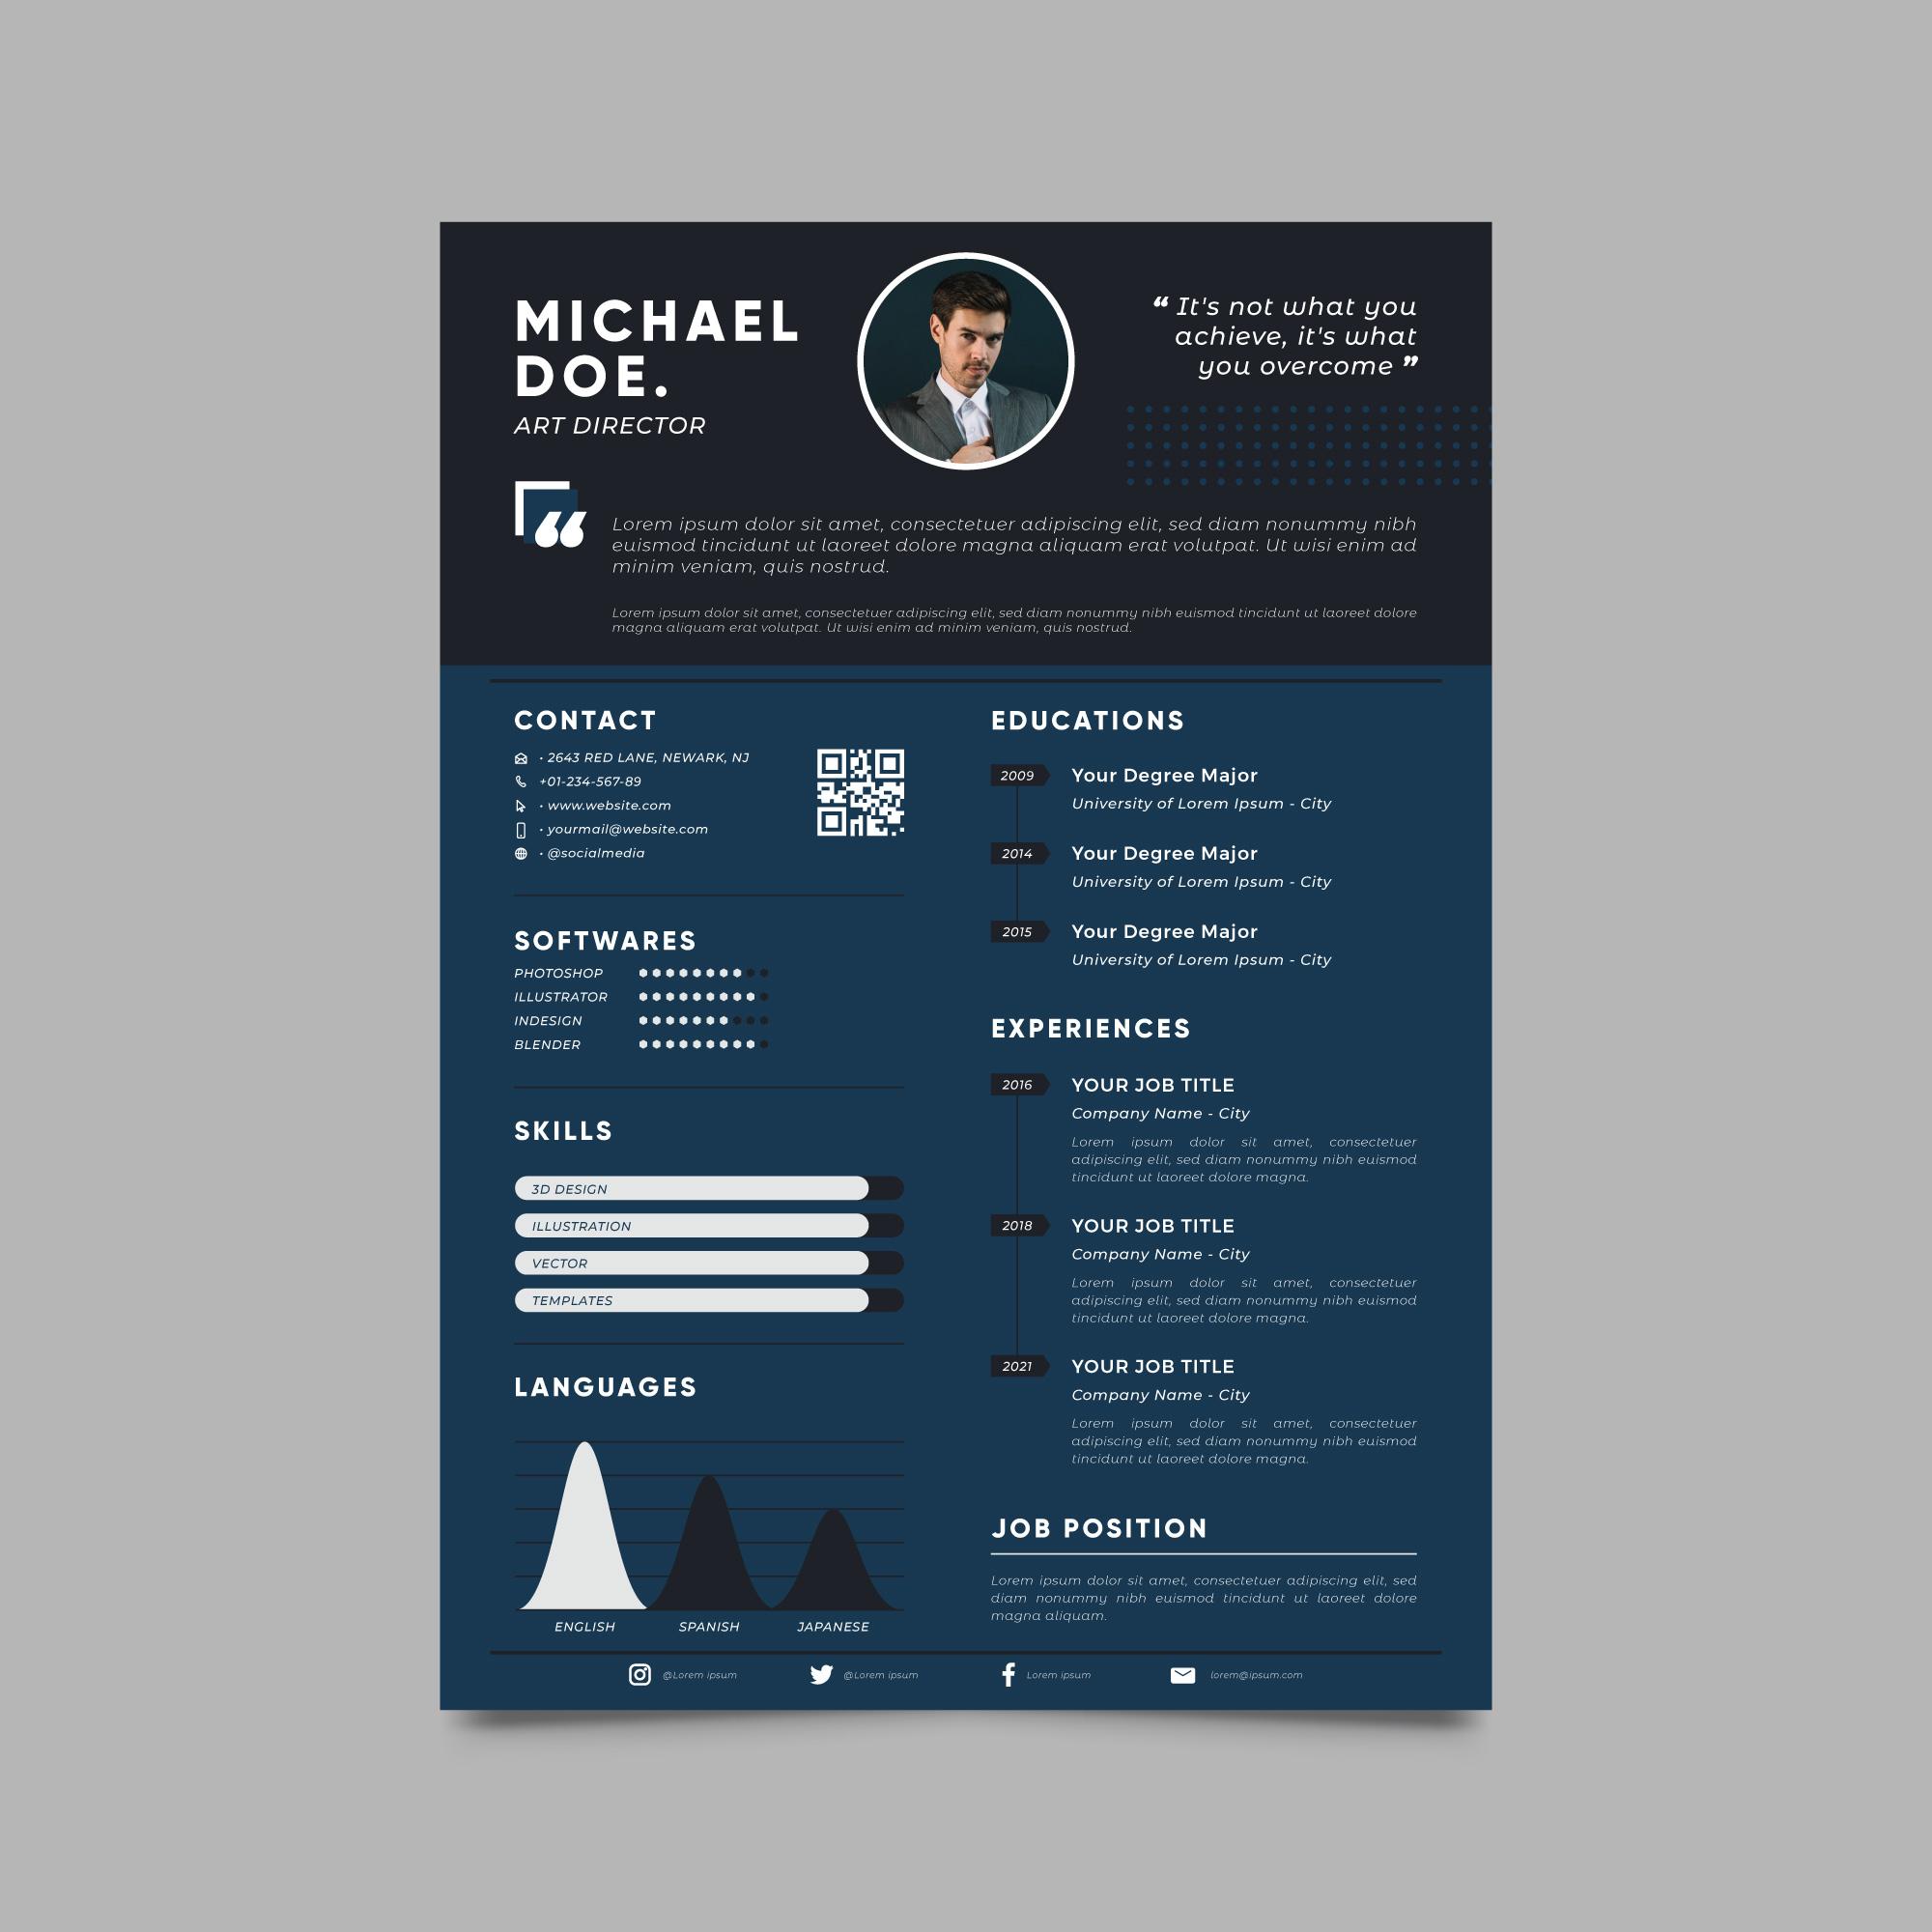 MICHAEL
DOE.
ART DIRECTOR
“ It's not what you
achieve, it's what
you overcome ”
“
Lorem ipsum dolor sit amet, consectetuer adipiscing elit, sed diam nonummy nibh
euismod tincidunt ut laoreet dolore magna aliquam erat volutpat. Ut wisi enim ad
minim veniam, quis nostrud.
Lorem ipsum dolor sit amet, consectetuer adipiscing elit, sed diam nonummy nibh euismod tincidunt ut laoreet dolore
magna aliquam erat volutpat. Ut wisi enim ad minim veniam, quis nostrud.
CONTACT
• 2643 RED LANE, NEWARK, NJ
+01-234-567-89
• www.website.com
• yourmail@website.com
• @socialmedia
SOFTWARES
PHOTOSHOP
ILLUSTRATOR
INDESIGN
BLENDER
SKILLS
3D DESIGN
ILLUSTRATION
VECTOR
TEMPLATES
LANGUAGES
ENGLISH SPANISH JAPANESE
EDUCATIONS
2009 Your Degree Major
University of Lorem Ipsum - City
2014 Your Degree Major
University of Lorem Ipsum - City
2015 Your Degree Major
University of Lorem Ipsum - City
EXPERIENCES
2016 YOUR JOB TITLE
Company Name - City
Lorem ipsum dolor sit amet, consectetuer
adipiscing elit, sed diam nonummy nibh euismod
tincidunt ut laoreet dolore magna.
2018 YOUR JOB TITLE
Company Name - City
Lorem ipsum dolor sit amet, consectetuer
adipiscing elit, sed diam nonummy nibh euismod
tincidunt ut laoreet dolore magna.
2021 YOUR JOB TITLE
Company Name - City
Lorem ipsum dolor sit amet, consectetuer
adipiscing elit, sed diam nonummy nibh euismod
tincidunt ut laoreet dolore magna.
JOB POSITION
Lorem ipsum dolor sit amet, consectetuer adipiscing elit, sed
diam nonummy nibh euismod tincidunt ut laoreet dolore
magna aliquam.
@Lorem ipsum @Lorem ipsum Lorem ipsum lorem@ipsum.com